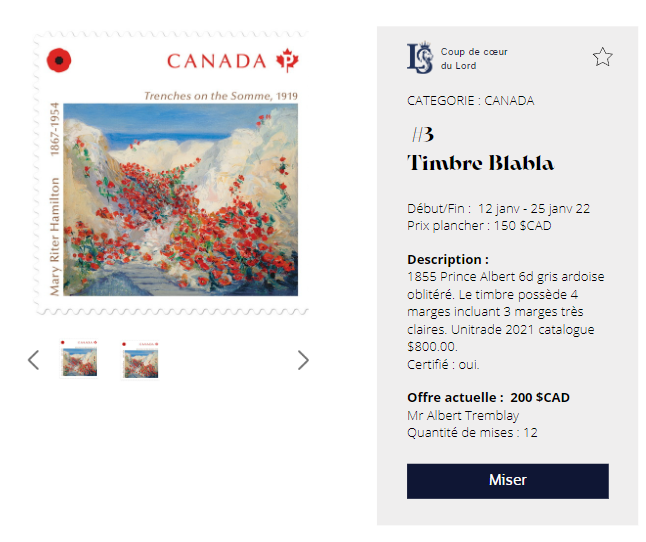 CANADA P
Trenches on the Somme, 1919
Mary Riter Hamilton 1867-1954
LS
Coup de cœur
du Lord
CATEGORIE : CANADA
//3
Timbre Blabla
Début/Fin : 12 janv - 25 janv 22
Prix plancher : 150 $CAD
Description :
1855 Prince Albert 6d gris ardoise
oblitéré. Le timbre possède 4
marges incluant 3 marges très
claires. Unitrade 2021 catalogue
$800.00.
Certifié : oui.
Offre actuelle : 200 $CAD
Mr Albert Tremblay
Quantité de mises : 12
Miser